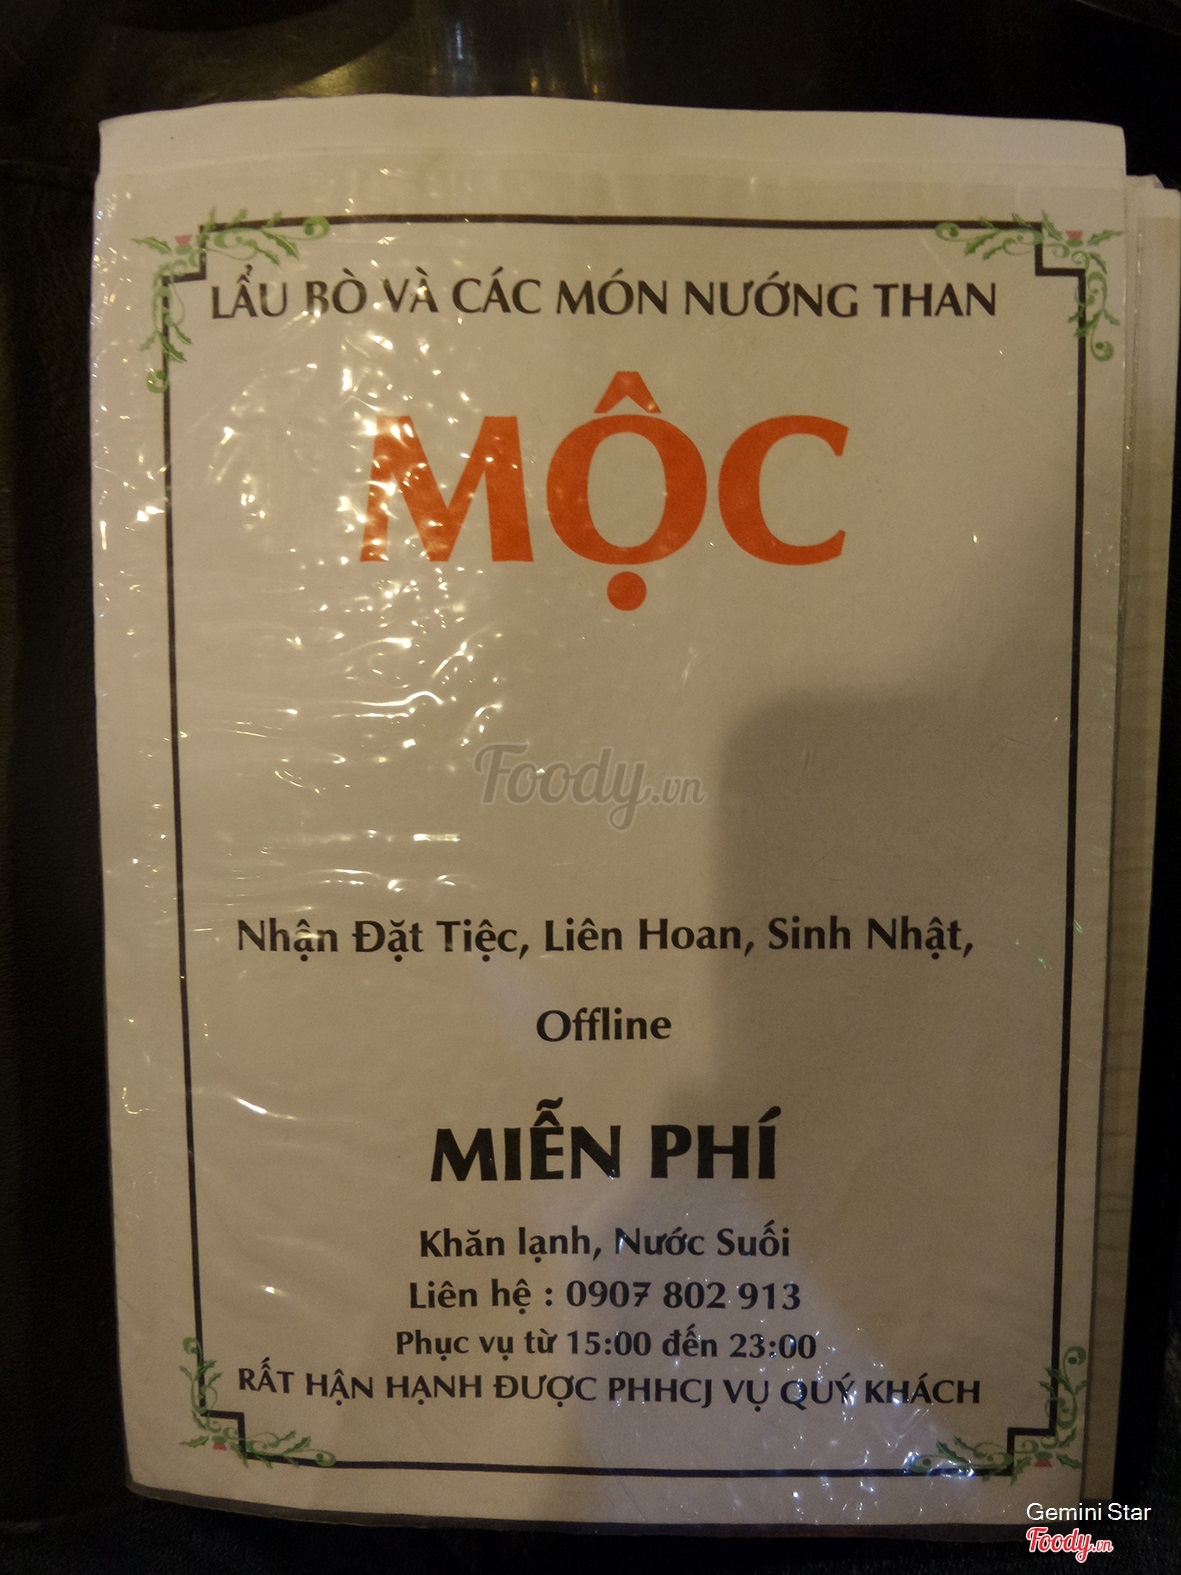 LẨU BÒ VÀ CÁC MÓN NƯỚNG THAN
MỘC
Foody.vn
Nhận Đặt Tiệc, Liên Hoan, Sinh Nhật,
Offline
MIỄN PHÍ
Khăn lạnh, Nước Suối
Liên hệ : 0907 802 913
Phục vụ từ 15:00 đến 23:00
RẤT HẬN HẠNH ĐƯỢC PHHCJ VỤ QUÝ KHÁCH
Gemini Star
Foody.vn